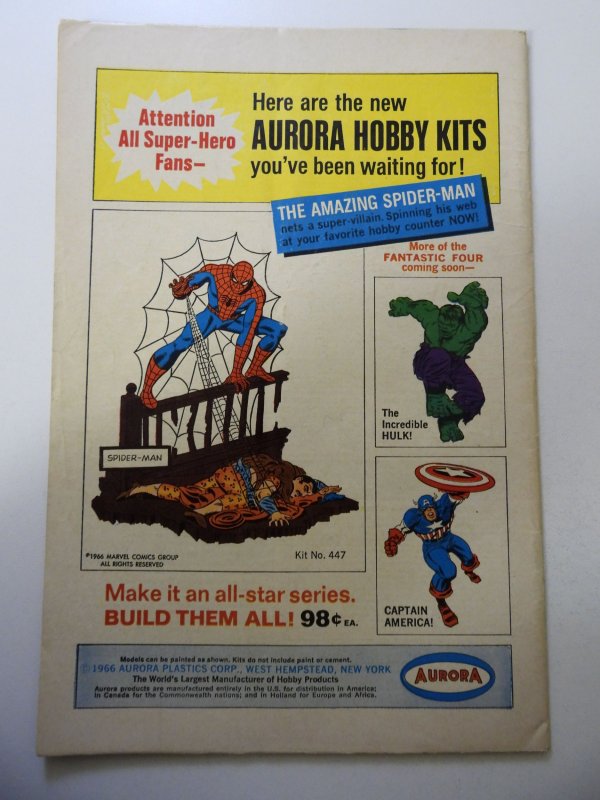 Attention
All Super-Hero
Fans—
Here are the new
AURORA HOBBY KITS
you've been waiting for!
THE AMAZING SPIDER-MAN
nets a super-villain. Spinning his web
at your favorite hobby counter NOW!
More of the
FANTASTIC FOUR
coming soon—
SPIDER-MAN
©1966 MARVEL COMICS GROUP
ALL RIGHTS RESERVED
Kit No. 447
The
Incredible
HULK!
CAPTAIN
AMERICA!
Make it an all-star series.
BUILD THEM ALL! 98¢ EA.
Models can be painted as shown. Kits do not include paint or cement.
© 1966 AURORA PLASTICS CORP., WEST HEMPSTEAD, NEW YORK
The World's Largest Manufacturer of Hobby Products
Aurora products are manufactured entirely in the U.S. for distribution in America;
in Canada for the Commonwealth nations; and in Holland for Europe and Africa.
AURORA